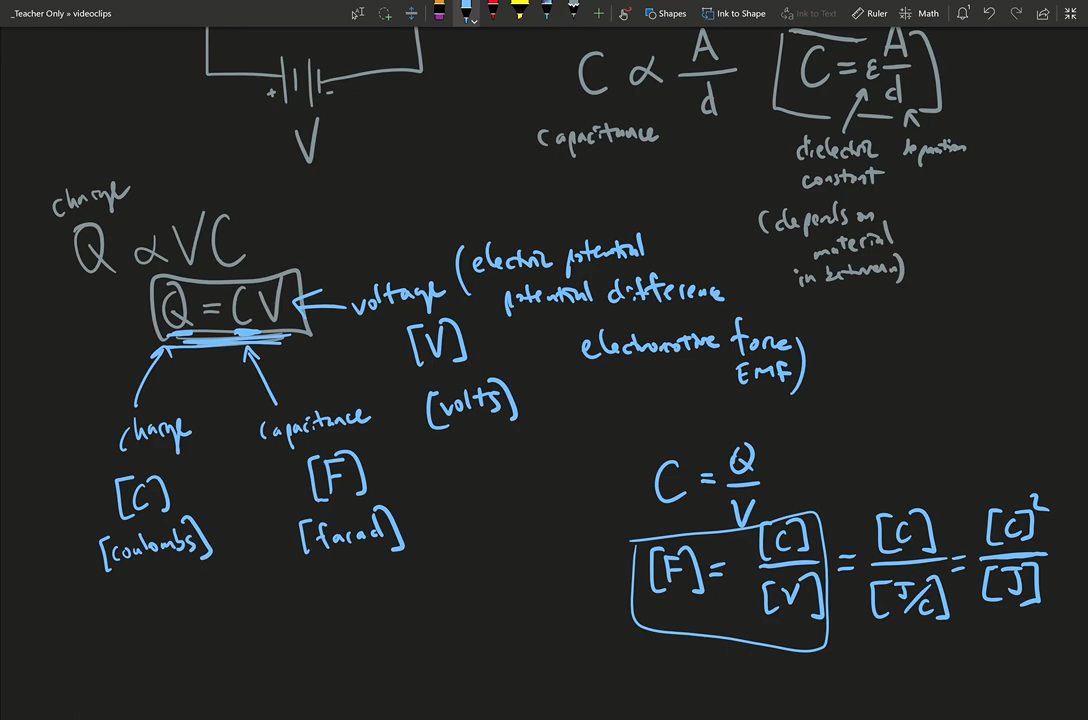 _Teacher Only » videoclips
Shapes
Ink to Shape
Ink to Text
Ruler
Math
+ -
V
C ∝ A/d
capacitance
C = ε A/d
dielectric constant
separation
(depends on
material
in between)
charge
Q ∝ VC
Q = CV
voltage (electric potential
potential difference
electromotive force
EMF)
[V]
[volts]
charge
[C]
[coulombs]
capacitance
[F]
[farad]
C = Q/V
[F] = [C]/[V] = [C]/[J/C] = [C]²/[J]